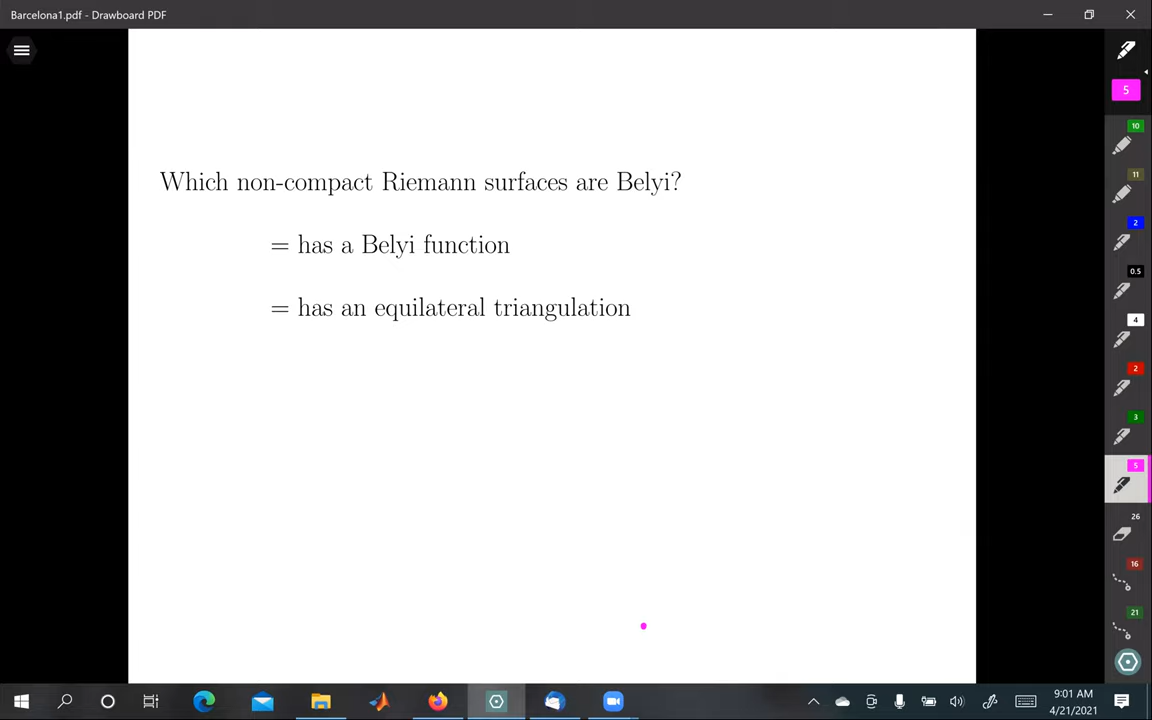 Barcelona1.pdf - Drawboard PDF
5
10
11
Which non-compact Riemann surfaces are Belyi?
2
= has a Belyi function
0.5
= has an equilateral triangulation
4
2
3
5
26
16
21
9:01 AM
4/21/2021